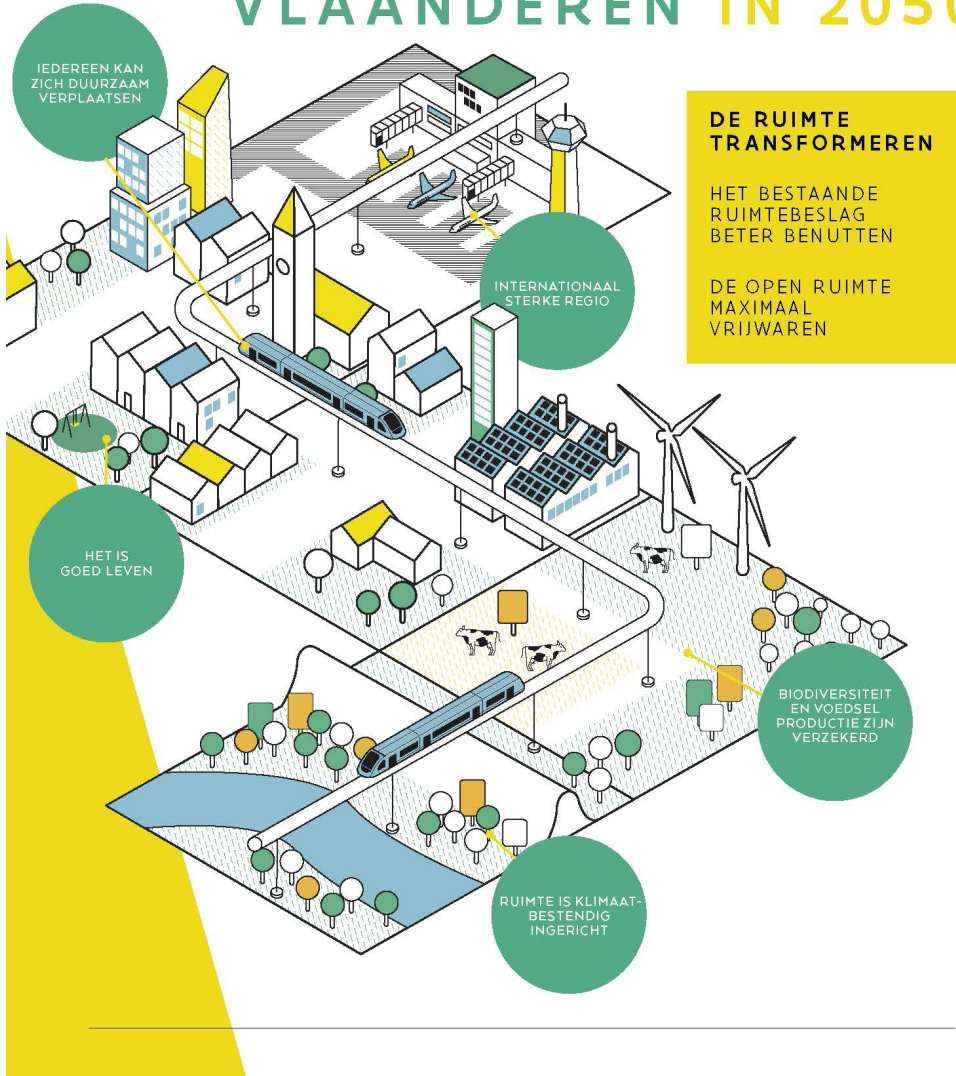 VLAANDEREN IN 2050
IEDEREEN KAN
ZICH DUURZAAM
VERPLAATSEN
DE RUIMTE
TRANSFORMEREN
HET BESTAANDE
RUIMTEBESLAG
BETER BENUTTEN
DE OPEN RUIMTE
MAXIMAAL
VRIJWAREN
INTERNATIONAAL
STERKE REGIO
HET IS
GOED LEVEN
BIODIVERSITEIT
EN VOEDSEL
PRODUCTIE ZIJN
VERZEKERD
RUIMTE IS KLIMAAT-
BESTENDIG
INGERICHT